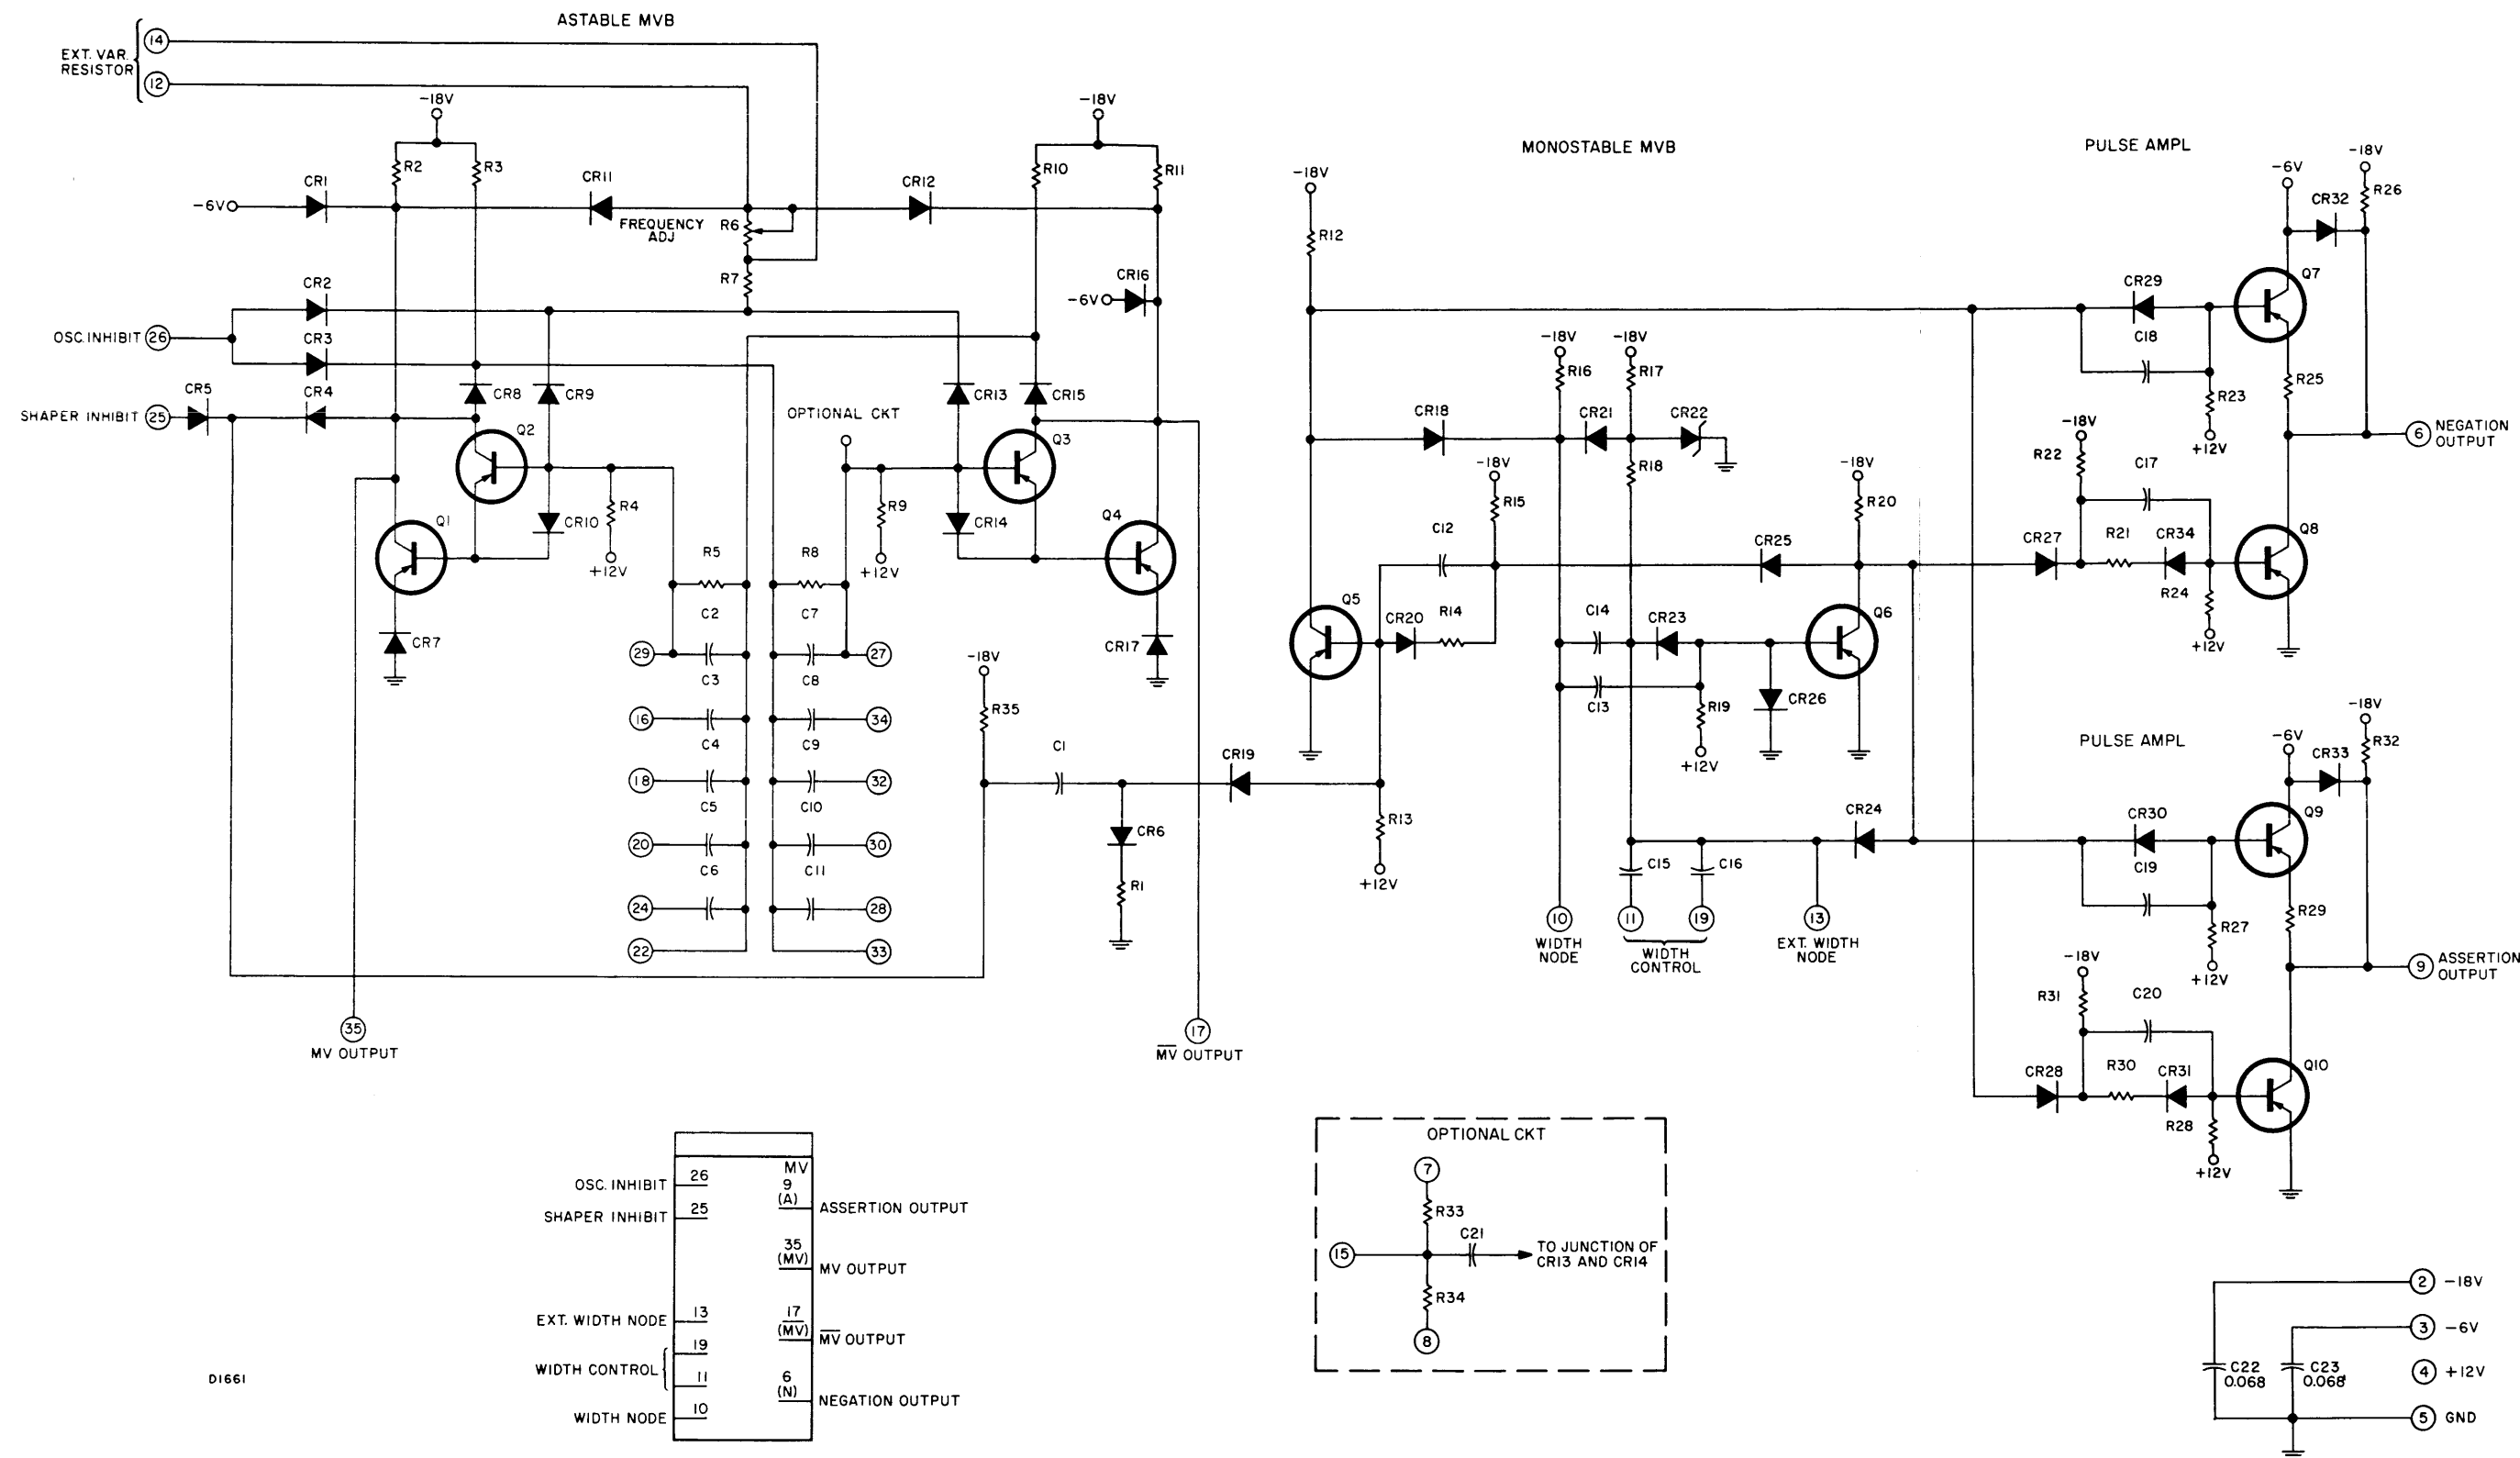 ASTABLE MVB
EXT. VAR.
RESISTOR
14
12
-18V
R2
R3
CR1
-6V
CR11
FREQUENCY
ADJ
R6
R7
CR12
-18V
R10
R11
CR16
-6V
OSC. INHIBIT 26
CR2
CR3
SHAPER INHIBIT 25
CR5
CR4
CR8
CR9
Q2
Q1
CR10
R4
+12V
CR7
OPTIONAL CKT
R9
+12V
CR13
CR15
Q3
CR14
Q4
CR17
R5
R8
C2
C7
29
27
C3
C8
16
34
C4
C9
18
32
C5
C10
20
30
C6
C11
24
28
22
33
-18V
R35
C1
CR6
R1
CR19
35
MV OUTPUT
17
MV OUTPUT
MONOSTABLE MVB
-18V
R12
CR18
-18V
R16
-18V
R17
CR21
CR22
R18
-18V
R15
C12
Q5
CR20
R14
CR25
-18V
R20
C14
CR23
Q6
C13
R19
+12V
CR26
R13
+12V
CR24
C15
C16
10
WIDTH
NODE
11
19
WIDTH
CONTROL
13
EXT. WIDTH
NODE
PULSE AMPL
-6V
-18V
CR32
R26
CR29
C18
Q7
R25
R23
+12V
6 NEGATION
OUTPUT
-18V
R22
C17
CR27
R21
CR34
R24
+12V
Q8
PULSE AMPL
-6V
-18V
CR33
R32
CR30
C19
Q9
R29
R27
+12V
9 ASSERTION
OUTPUT
-18V
R31
C20
CR28
R30
CR31
R28
+12V
Q10
OSC. INHIBIT 26
SHAPER INHIBIT 25
EXT. WIDTH NODE 13
19
WIDTH CONTROL
11
WIDTH NODE 10
MV
9
(A)
ASSERTION OUTPUT
35
(MV)
MV OUTPUT
17
(MV)
MV OUTPUT
6
(N)
NEGATION OUTPUT
D1661
OPTIONAL CKT
7
R33
15
C21
TO JUNCTION OF
CR13 AND CR14
R34
8
2 -18V
3 -6V
4 +12V
5 GND
C22
0.068
C23
0.068